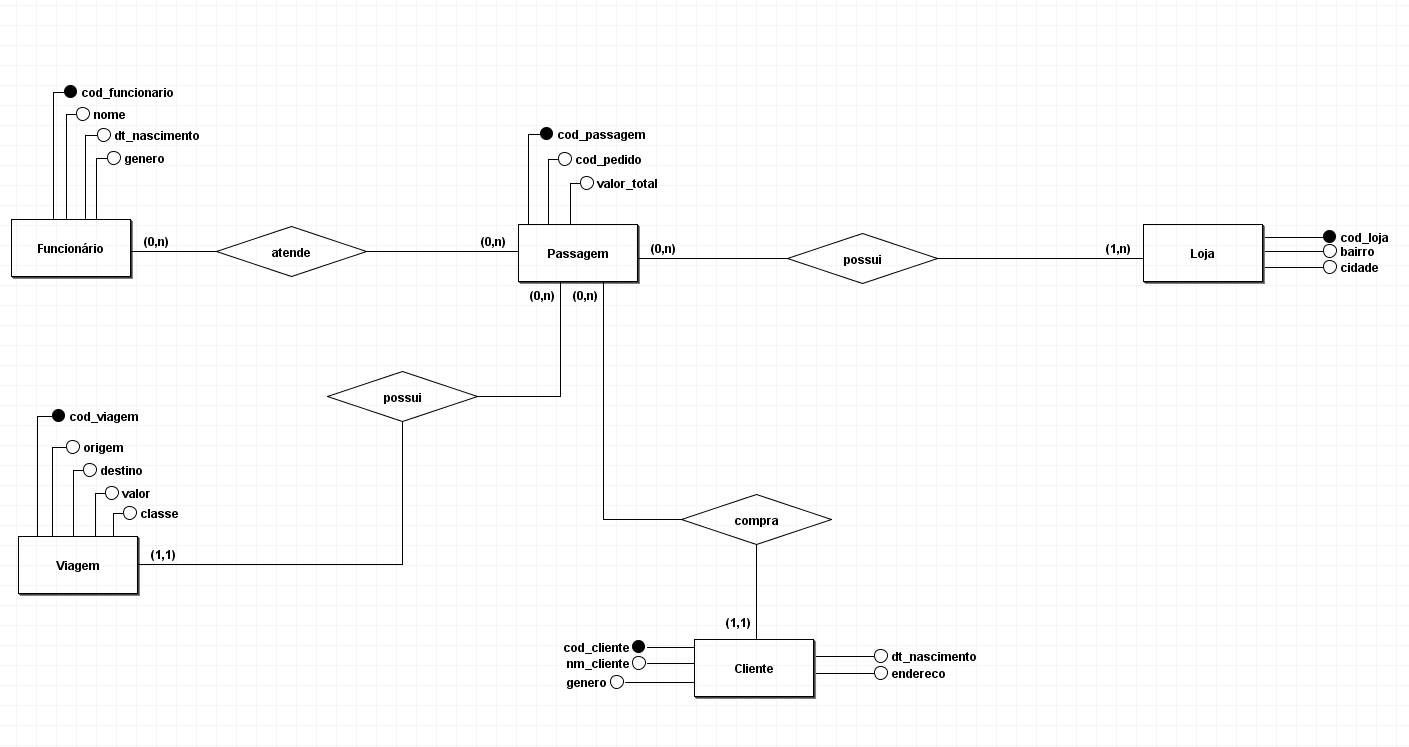 cod_funcionario
nome
dt_nascimento
genero
Funcionário
(0,n)
atende
(0,n)
cod_passagem
cod_pedido
valor_total
Passagem
(0,n)
possui
(1,n)
Loja
cod_loja
bairro
cidade
(0,n)
(0,n)
possui
cod_viagem
origem
destino
valor
classe
Viagem
(1,1)
compra
(1,1)
cod_cliente
nm_cliente
genero
Cliente
dt_nascimento
endereco